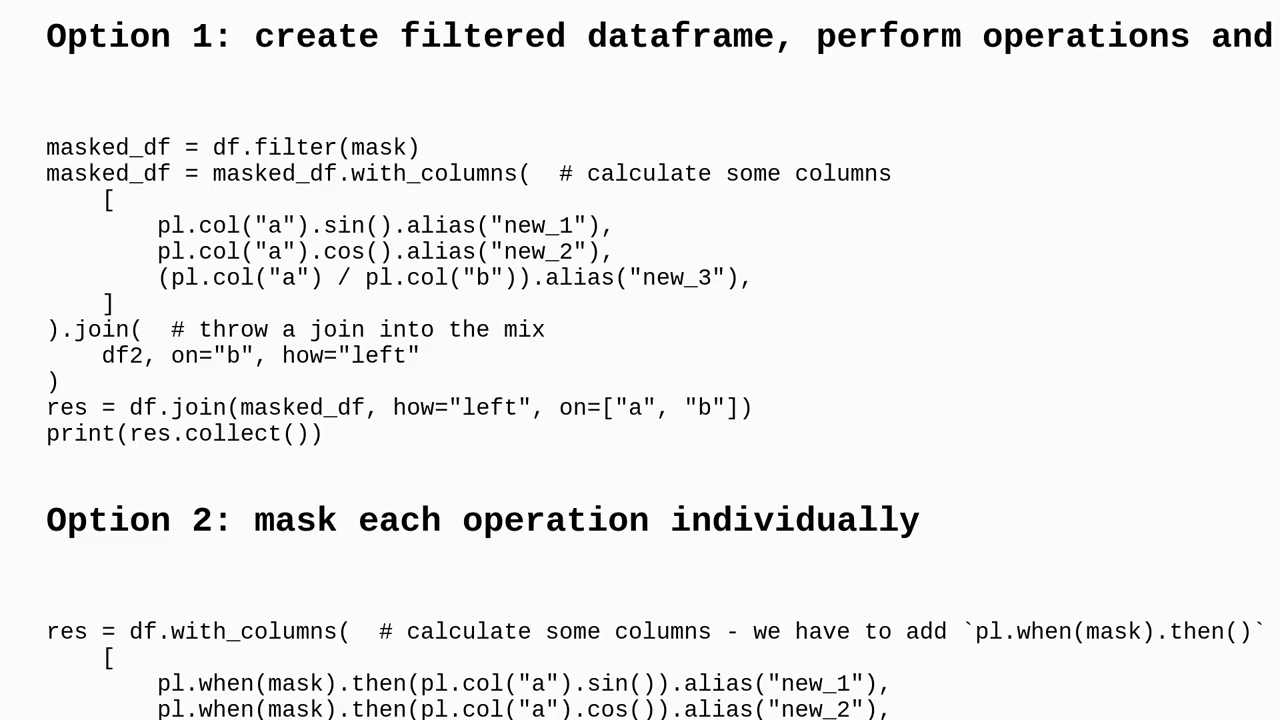 Option 1: create filtered dataframe, perform operations and
masked_df = df.filter(mask)
masked_df = masked_df.with_columns(  # calculate some columns
    [
        pl.col("a").sin().alias("new_1"),
        pl.col("a").cos().alias("new_2"),
        (pl.col("a") / pl.col("b")).alias("new_3"),
    ]
).join(  # throw a join into the mix
    df2, on="b", how="left"
)
res = df.join(masked_df, how="left", on=["a", "b"])
print(res.collect())
Option 2: mask each operation individually
res = df.with_columns(  # calculate some columns - we have to add `pl.when(mask).then()`
    [
        pl.when(mask).then(pl.col("a").sin()).alias("new_1"),
        pl.when(mask).then(pl.col("a").cos()).alias("new_2"),